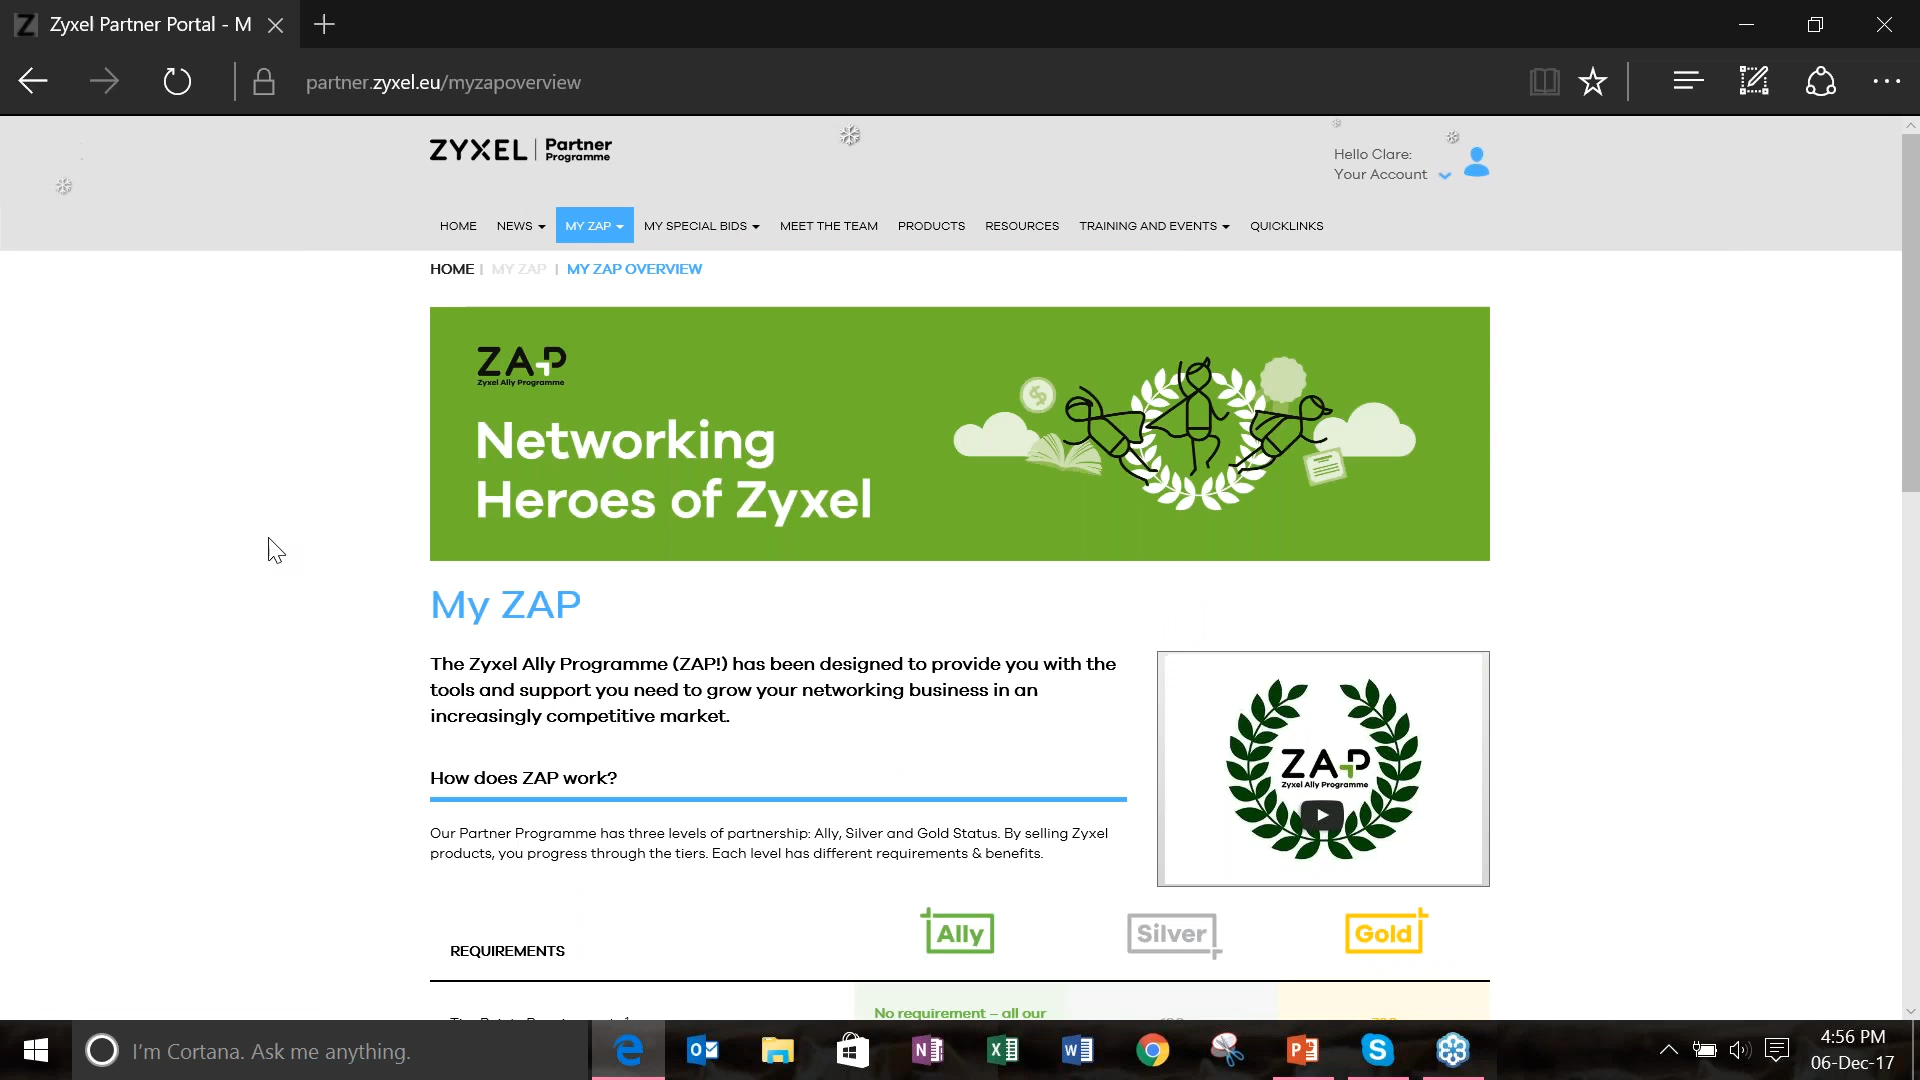 Zyxel Partner Portal - M
partner.zyxel.eu/myzapoverview
ZYXEL | Partner
Programme
Hello Clare:
Your Account
HOME NEWS MY ZAP MY SPECIAL BIDS MEET THE TEAM PRODUCTS RESOURCES TRAINING AND EVENTS QUICKLINKS
HOME | MY ZAP | MY ZAP OVERVIEW
ZAP
Zyxel Ally Programme
Networking
Heroes of Zyxel
My ZAP
The Zyxel Ally Programme (ZAP!) has been designed to provide you with the
tools and support you need to grow your networking business in an
increasingly competitive market.
ZAP
Zyxel Ally Programme
How does ZAP work?
Our Partner Programme has three levels of partnership: Ally, Silver and Gold Status. By selling Zyxel
products, you progress through the tiers. Each level has different requirements & benefits.
REQUIREMENTS Ally Silver Gold
No requirement – all our
I'm Cortana. Ask me anything.
4:56 PM
06-Dec-17